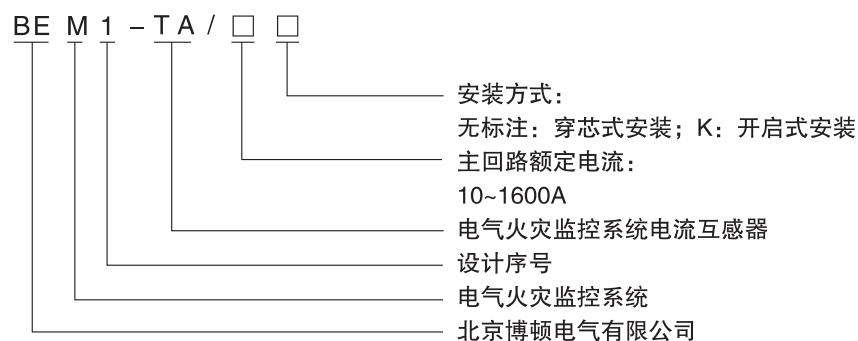 BE M 1 - TA / □ □
安装方式：
无标注：穿芯式安装；K：开启式安装
主回路额定电流：
10~1600A
电气火灾监控系统电流互感器
设计序号
电气火灾监控系统
北京博顿电气有限公司